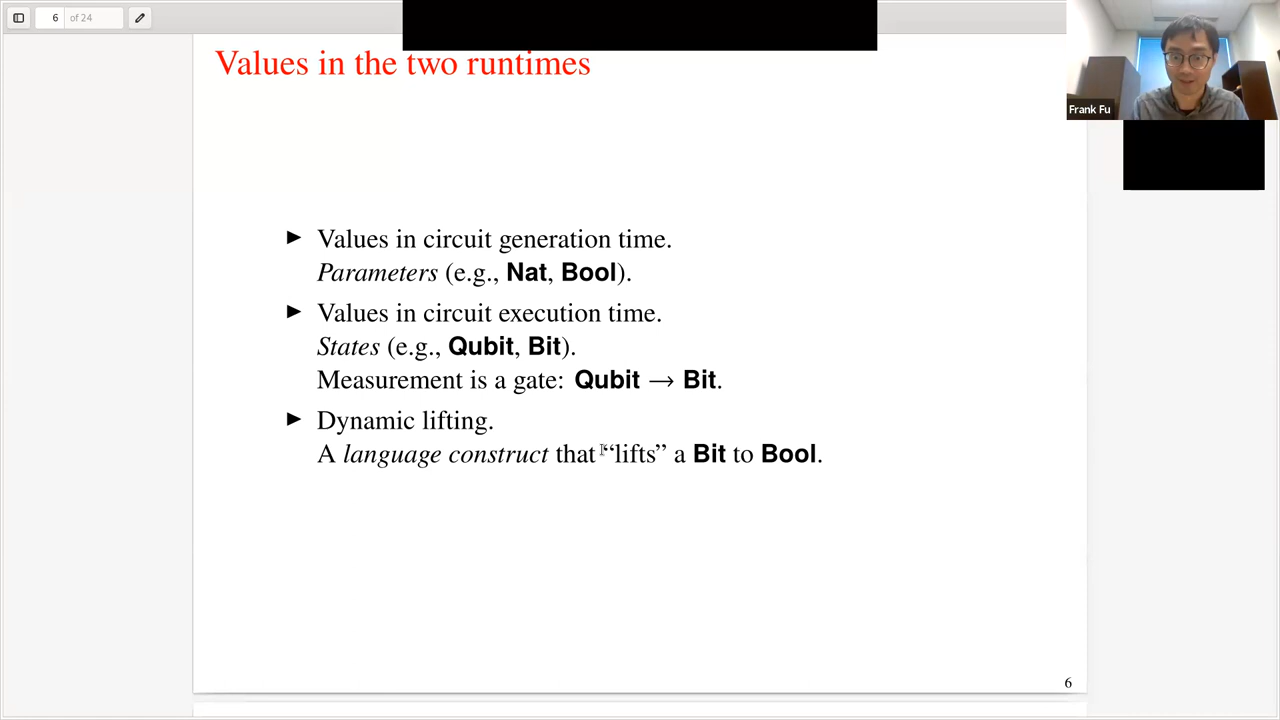 6 of 24
Values in the two runtimes
Frank Fu
► Values in circuit generation time.
Parameters (e.g., Nat, Bool).
► Values in circuit execution time.
States (e.g., Qubit, Bit).
Measurement is a gate: Qubit → Bit.
► Dynamic lifting.
A language construct that “lifts” a Bit to Bool.
6